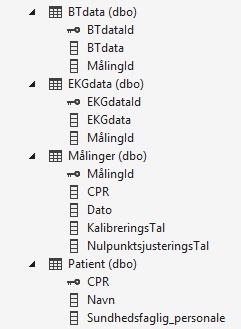 BTdata (dbo)
BTdataId
BTdata
MålingId
EKGdata (dbo)
EKGdataId
EKGdata
MålingId
Målinger (dbo)
MålingId
CPR
Dato
KalibreringsTal
NulpunktsjusteringsTal
Patient (dbo)
CPR
Navn
Sundhedsfaglig_personale